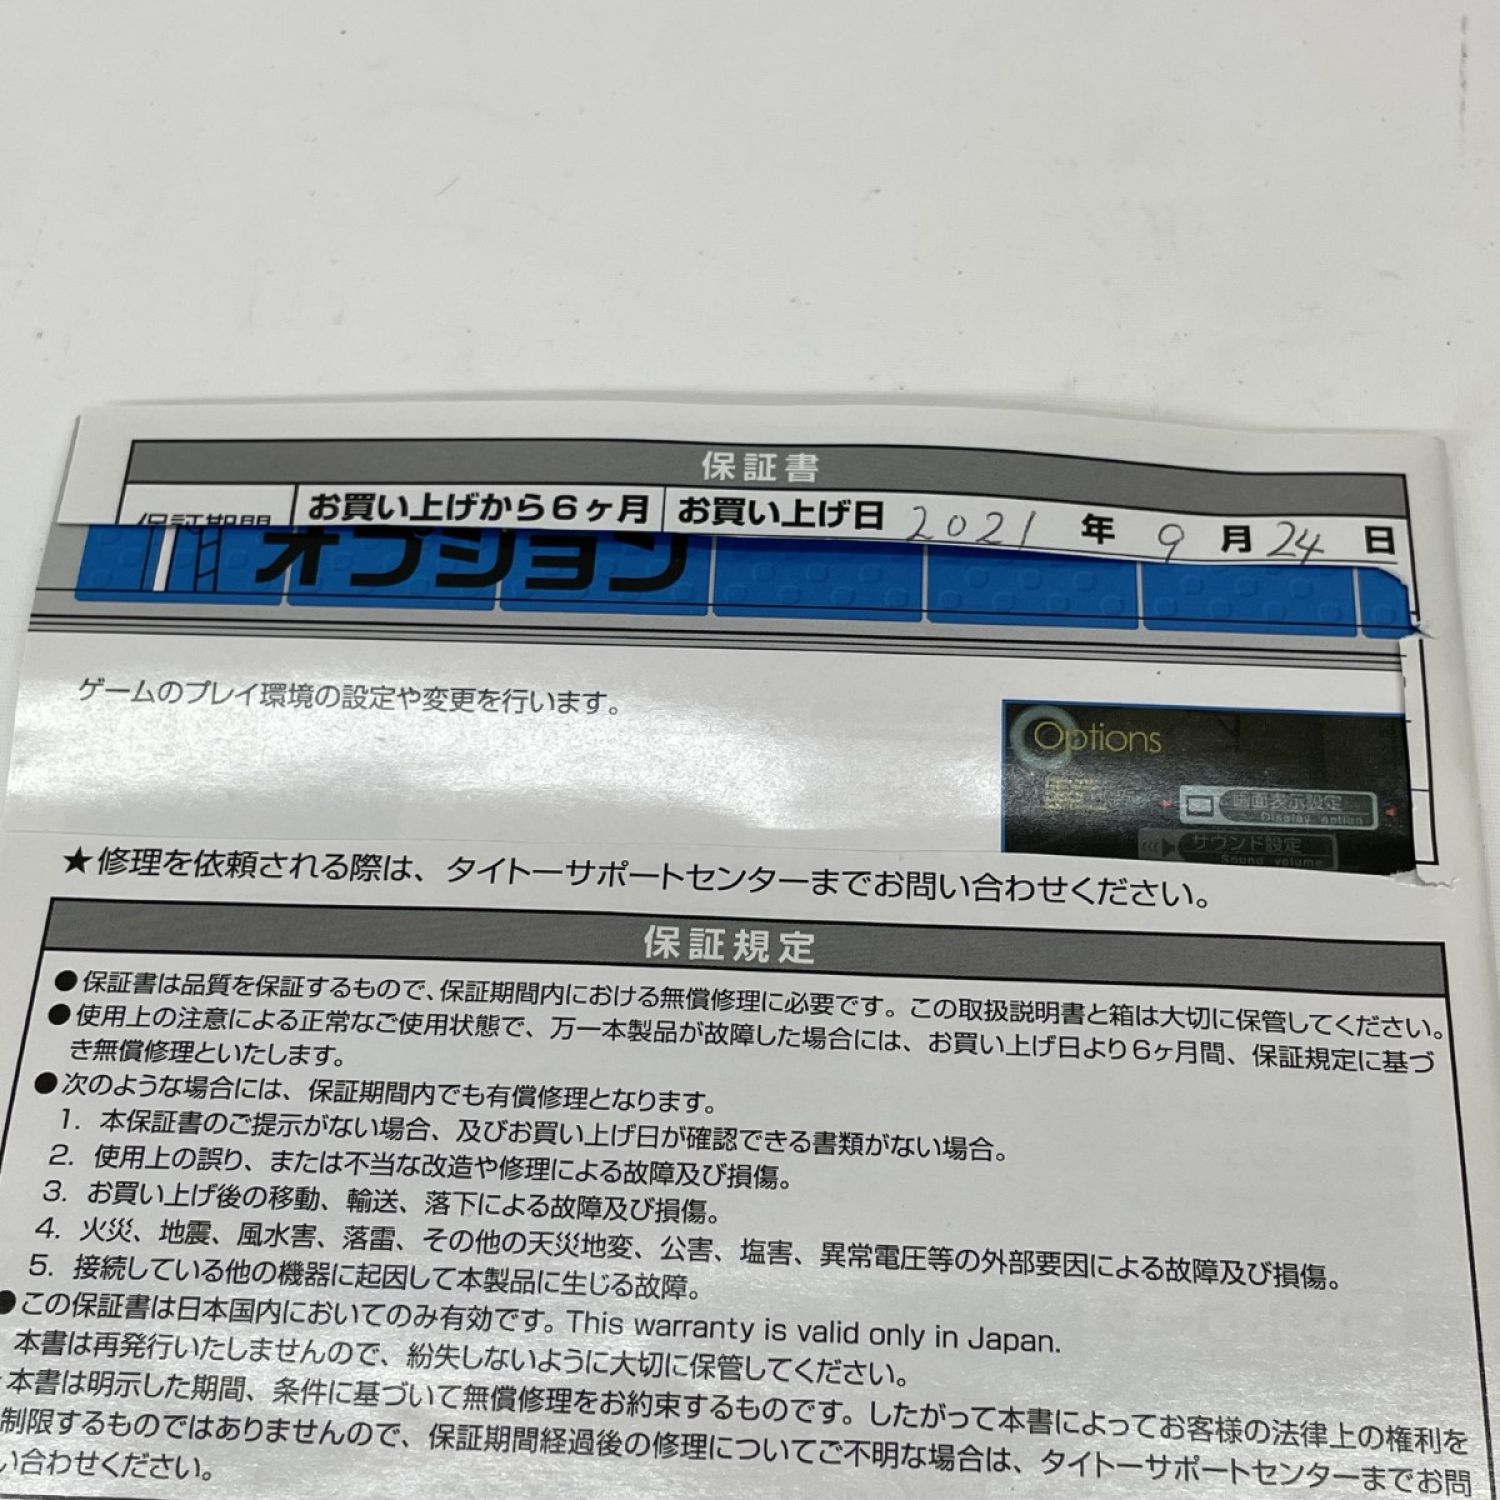 保証書
保証期間 お買い上げから6ヶ月 お買い上げ日 2021 年 9 月 24 日
オプション
ゲームのプレイ環境の設定や変更を行います。
Options
画面表示設定
Display option
サウンド設定
Sound volume
★修理を依頼される際は、タイトーサポートセンターまでお問い合わせください。
保証規定
●保証書は品質を保証するもので、保証期間内における無償修理に必要です。この取扱説明書と箱は大切に保管してください。
●使用上の注意による正常なご使用状態で、万一本製品が故障した場合には、お買い上げ日より6ヶ月間、保証規定に基づ
き無償修理といたします。
●次のような場合には、保証期間内でも有償修理となります。
1. 本保証書のご提示がない場合、及びお買い上げ日が確認できる書類がない場合。
2. 使用上の誤り、または不当な改造や修理による故障及び損傷。
3. お買い上げ後の移動、輸送、落下による故障及び損傷。
4. 火災、地震、風水害、落雷、その他の天災地変、公害、塩害、異常電圧等の外部要因による故障及び損傷。
5. 接続している他の機器に起因して本製品に生じる故障。
●この保証書は日本国内においてのみ有効です。This warranty is valid only in Japan.
本書は再発行いたしませんので、紛失しないように大切に保管してください。
本書は明示した期間、条件に基づいて無償修理をお約束するものです。したがって本書によってお客様の法律上の権利を
制限するものではありませんので、保証期間経過後の修理についてご不明な場合は、タイトーサポートセンターまでお問
い合わせください。